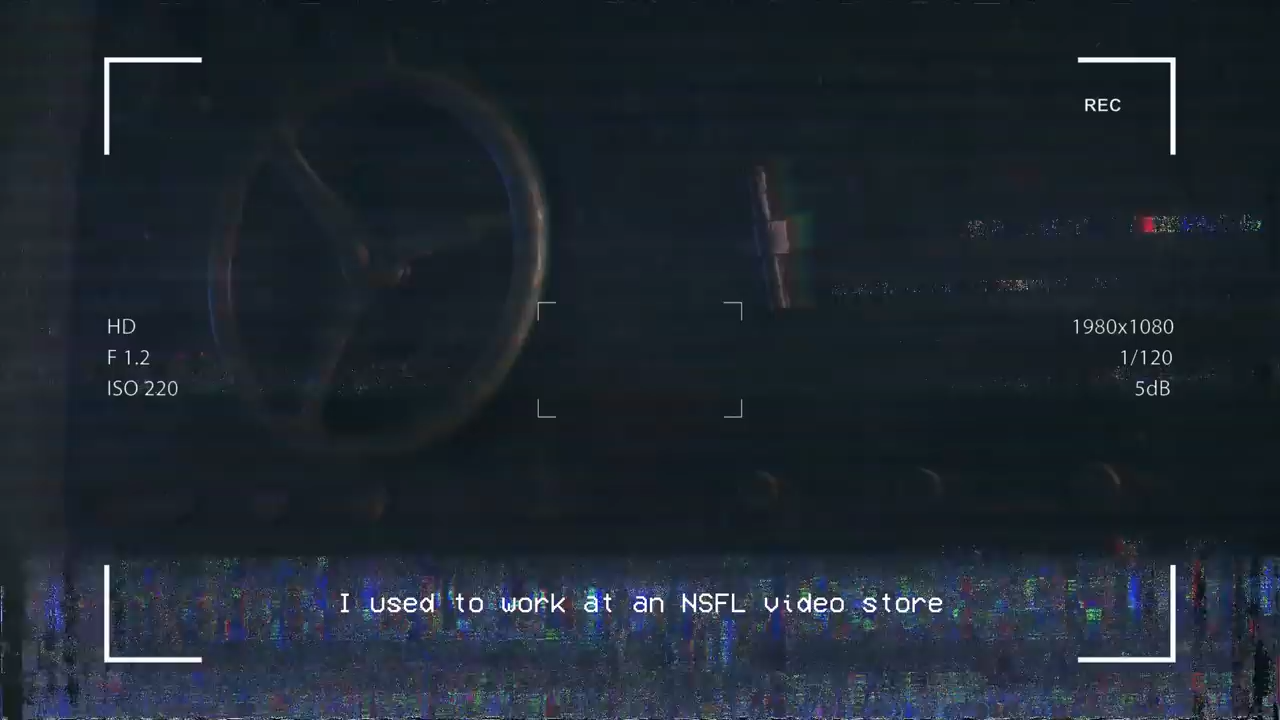 REC
HD
F 1.2
ISO 220
1980x1080
1/120
5dB
I used to work at an NSFL video store